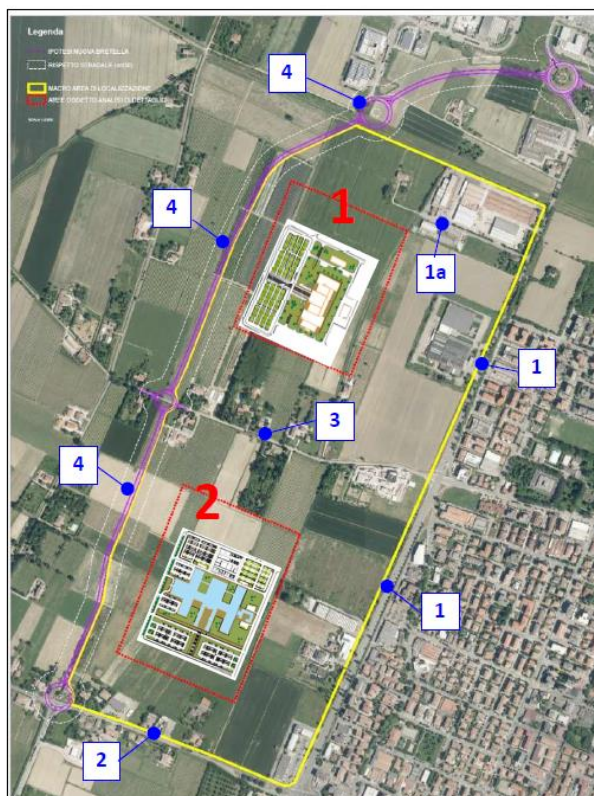 Legenda
IPOTESI NUOVA BRETELLA
RISPETTO STRADALE
MACRO AREA DI LOCALIZZAZIONE
AREE OGGETTO ANALISI DI DETTAGLIO
4
1
4
1a
1
3
4
2
1
2